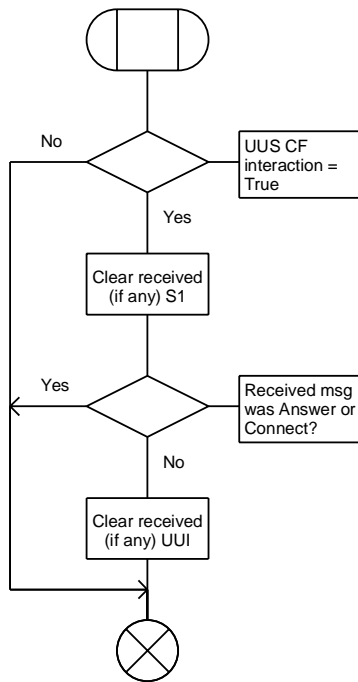 No
UUS CF
interaction =
True
Yes
Clear received
(if any) S1
Yes
Received msg
was Answer or
Connect?
No
Clear received
(if any) UUI